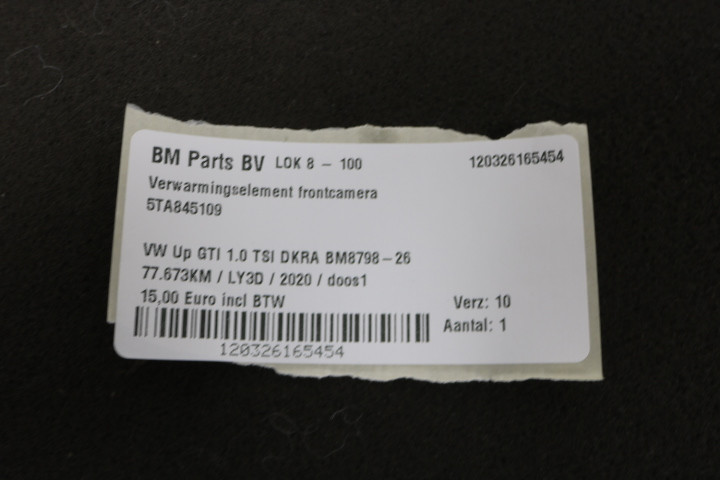 BM Parts BV LOK 8 - 100 120326165454
Verwarmingselement frontcamera
5TA845109
VW Up GTI 1.0 TSI DKRA BM8798-26
77.673KM / LY3D / 2020 / doos1
15,00 Euro incl BTW Verz: 10
Aantal: 1
120326165454